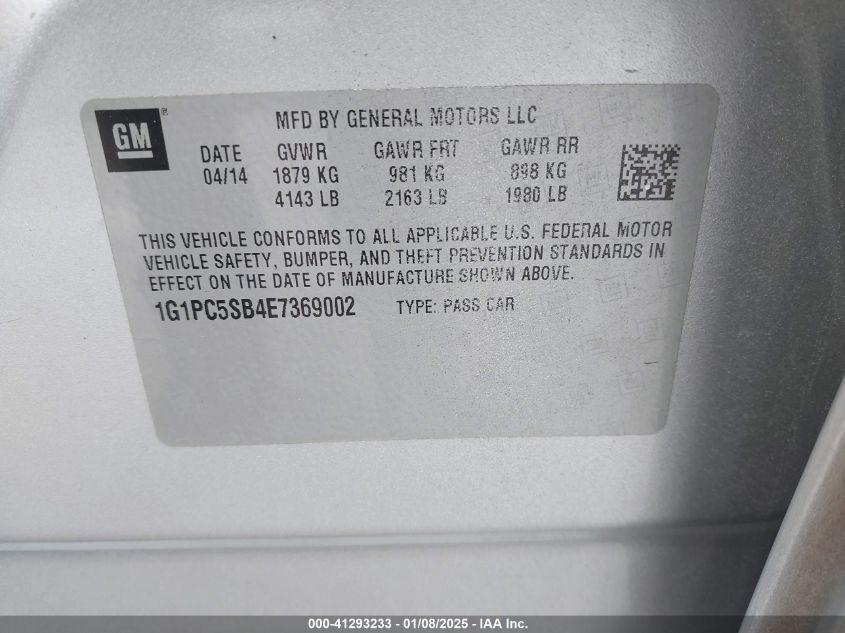 GM ®
MFD BY GENERAL MOTORS LLC
DATE GVWR GAWR FRT GAWR RR
04/14 1879 KG 981 KG 898 KG
4143 LB 2163 LB 1980 LB
THIS VEHICLE CONFORMS TO ALL APPLICABLE U.S. FEDERAL MOTOR
VEHICLE SAFETY, BUMPER, AND THEFT PREVENTION STANDARDS IN
EFFECT ON THE DATE OF MANUFACTURE SHOWN ABOVE.
1G1PC5SB4E7369002 TYPE: PASS CAR
000-41293233 - 01/08/2025 - IAA Inc.